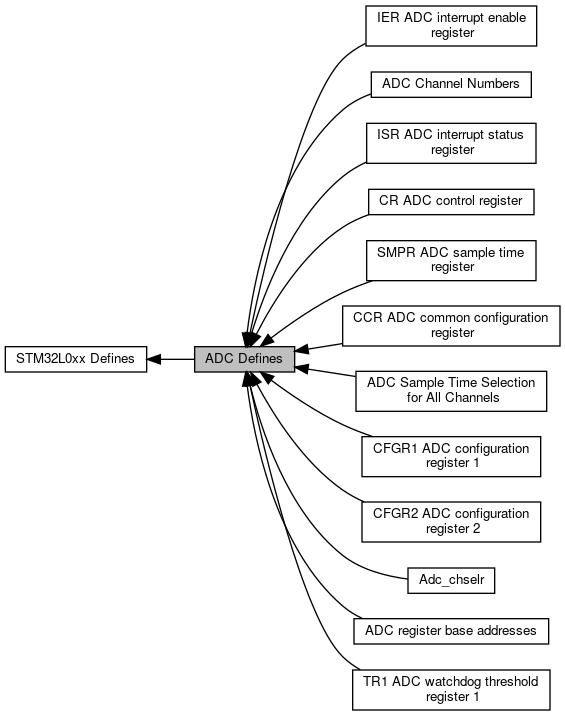 IER ADC interrupt enable
register
ADC Channel Numbers
ISR ADC interrupt status
register
CR ADC control register
SMPR ADC sample time
register
CCR ADC common configuration
register
STM32L0xx Defines
ADC Defines
ADC Sample Time Selection
for All Channels
CFGR1 ADC configuration
register 1
CFGR2 ADC configuration
register 2
Adc_chselr
ADC register base addresses
TR1 ADC watchdog threshold
register 1